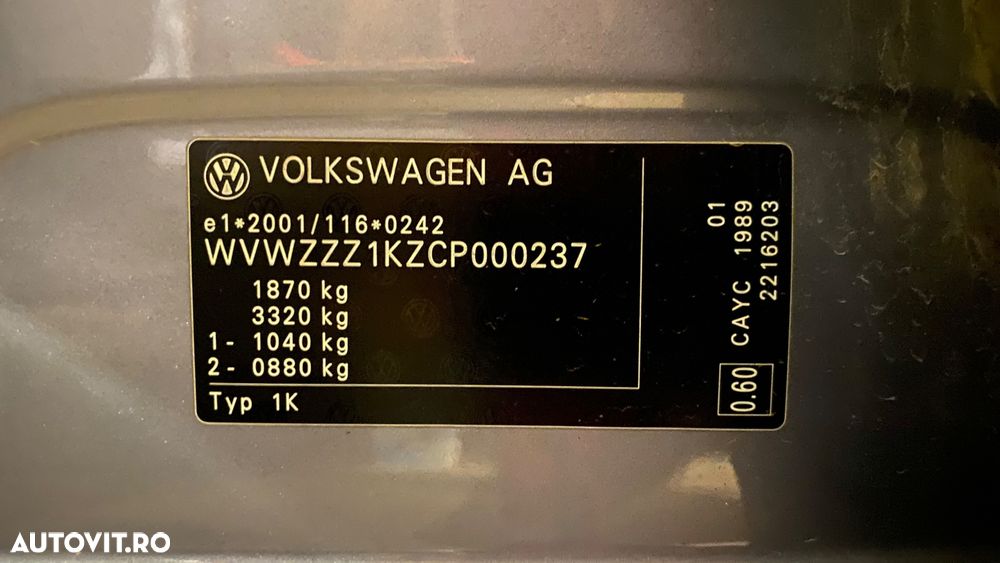 VOLKSWAGEN AG
e1*2001/116*0242
WVWZZZ1KZCP000237
1870 kg
3320 kg
1- 1040 kg
2- 0880 kg
Typ 1K
01
CAYC 1989
2216203
0.60
AUTOVIT.RO